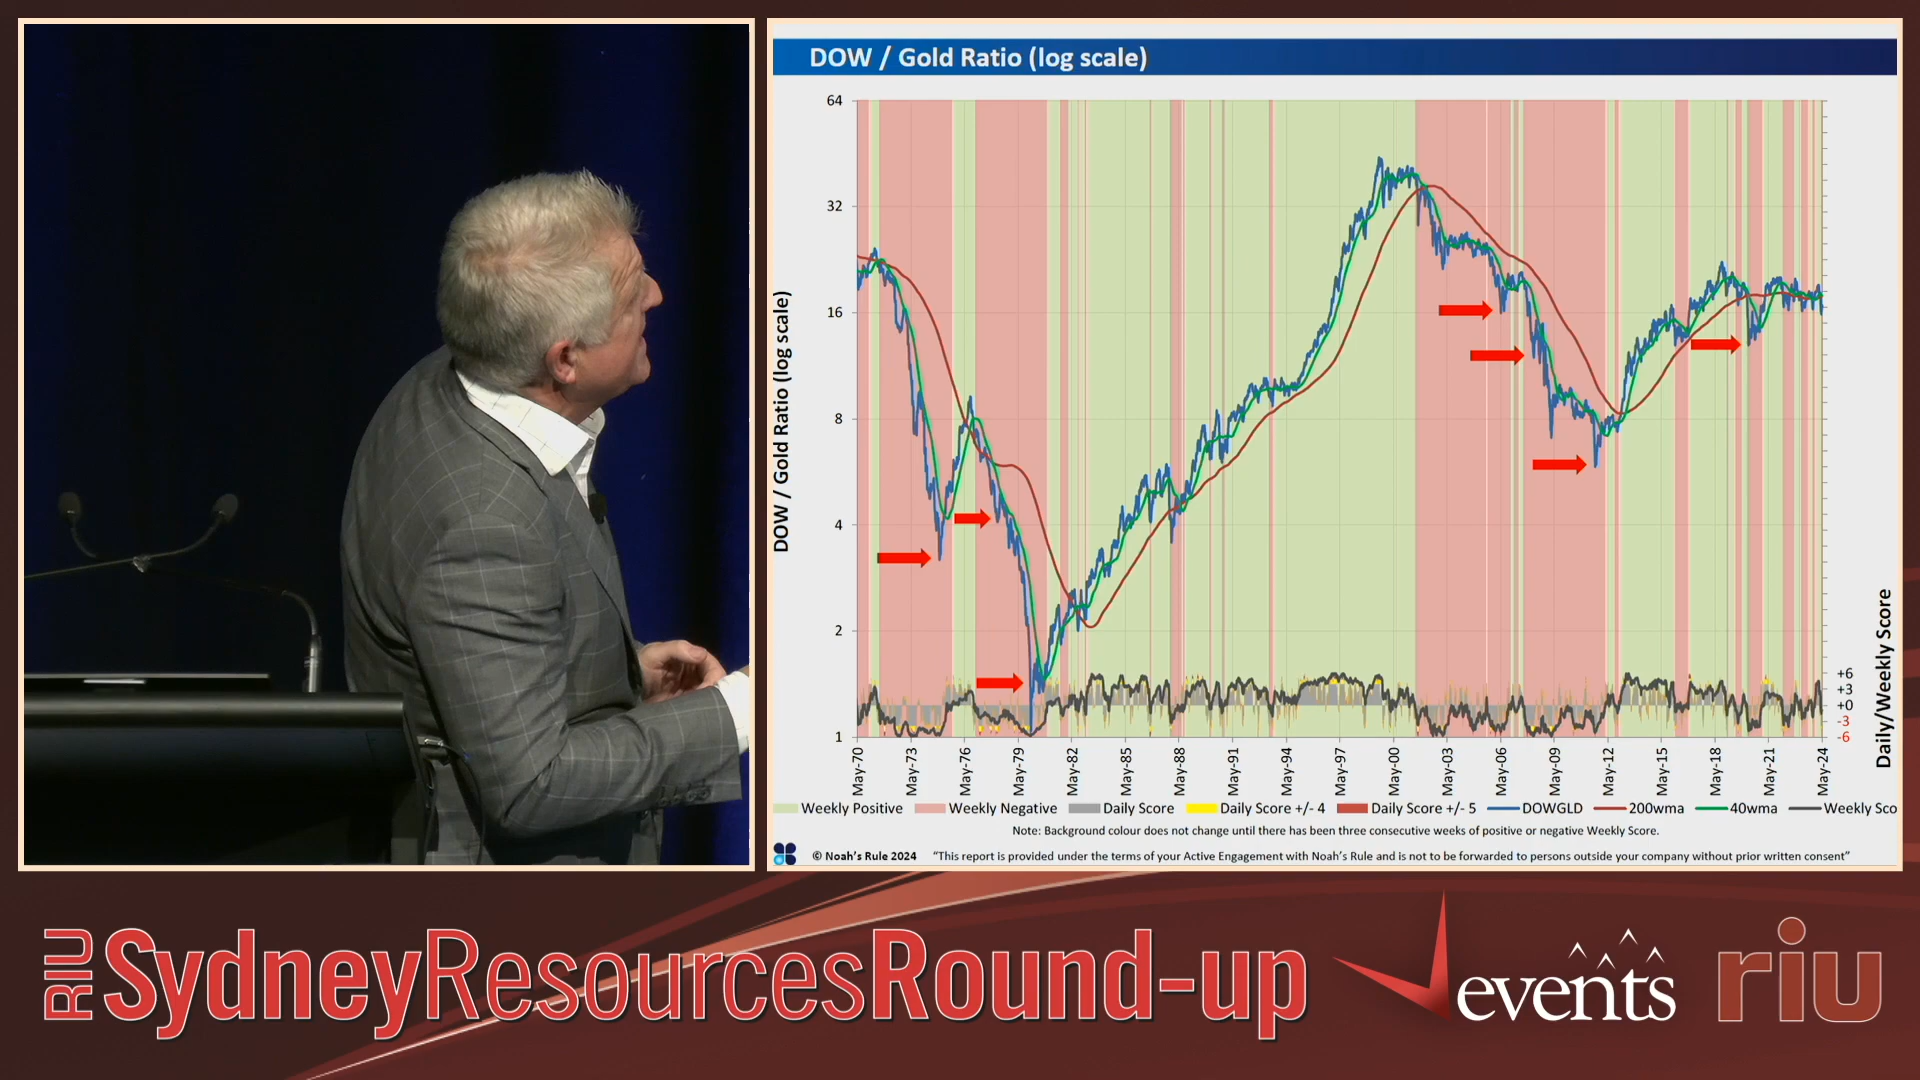 DOW / Gold Ratio (log scale)
DOW / Gold Ratio (log scale)
64
32
16
8
4
2
1
+6
+3
+0
-3
-6
Daily/Weekly Score
May-70
May-73
May-76
May-79
May-82
May-85
May-88
May-91
May-94
May-97
May-00
May-03
May-06
May-09
May-12
May-15
May-18
May-21
May-24
Weekly Positive Weekly Negative Daily Score Daily Score +/- 4 Daily Score +/- 5 DOWGLD 200wma 40wma Weekly Sco
Note: Background colour does not change until there has been three consecutive weeks of positive or negative Weekly Score.
© Noah's Rule 2024 "This report is provided under the terms of your Active Engagement with Noah's Rule and is not to be forwarded to persons outside your company without prior written consent"
RIU SydneyResourcesRound-up
events
riu